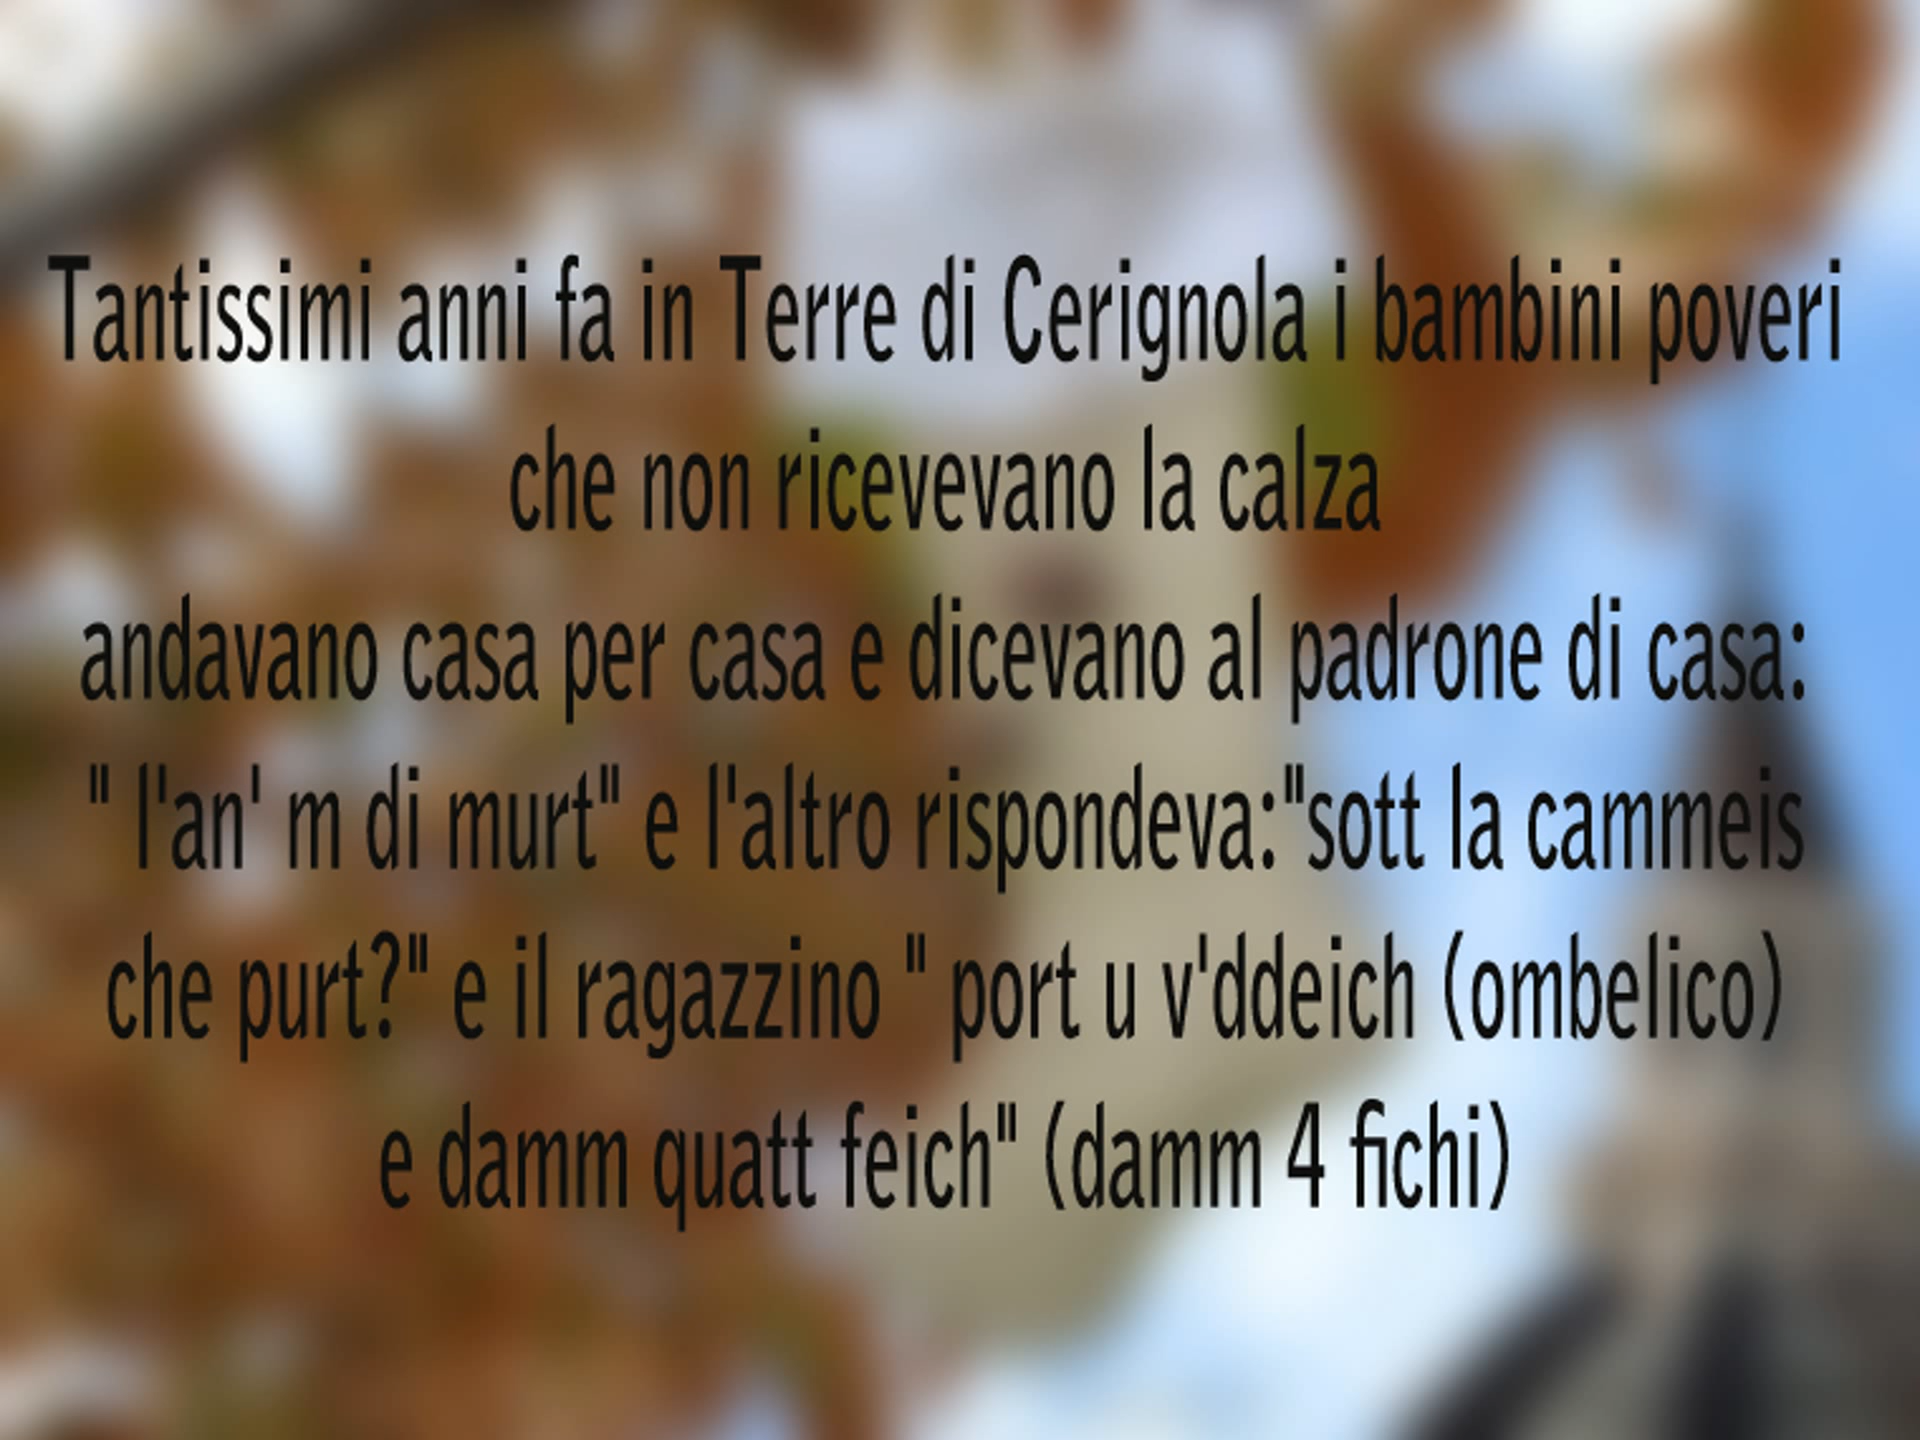 Tantissimi anni fa in Terre di Cerignola i bambini poveri
che non ricevevano la calza
andavano casa per casa e dicevano al padrone di casa:
" l'an' m di murt" e l'altro rispondeva:"sott la cammeis
che purt?" e il ragazzino " port u v'ddeich (ombelico)
e damm quatt feich" (damm 4 fichi)